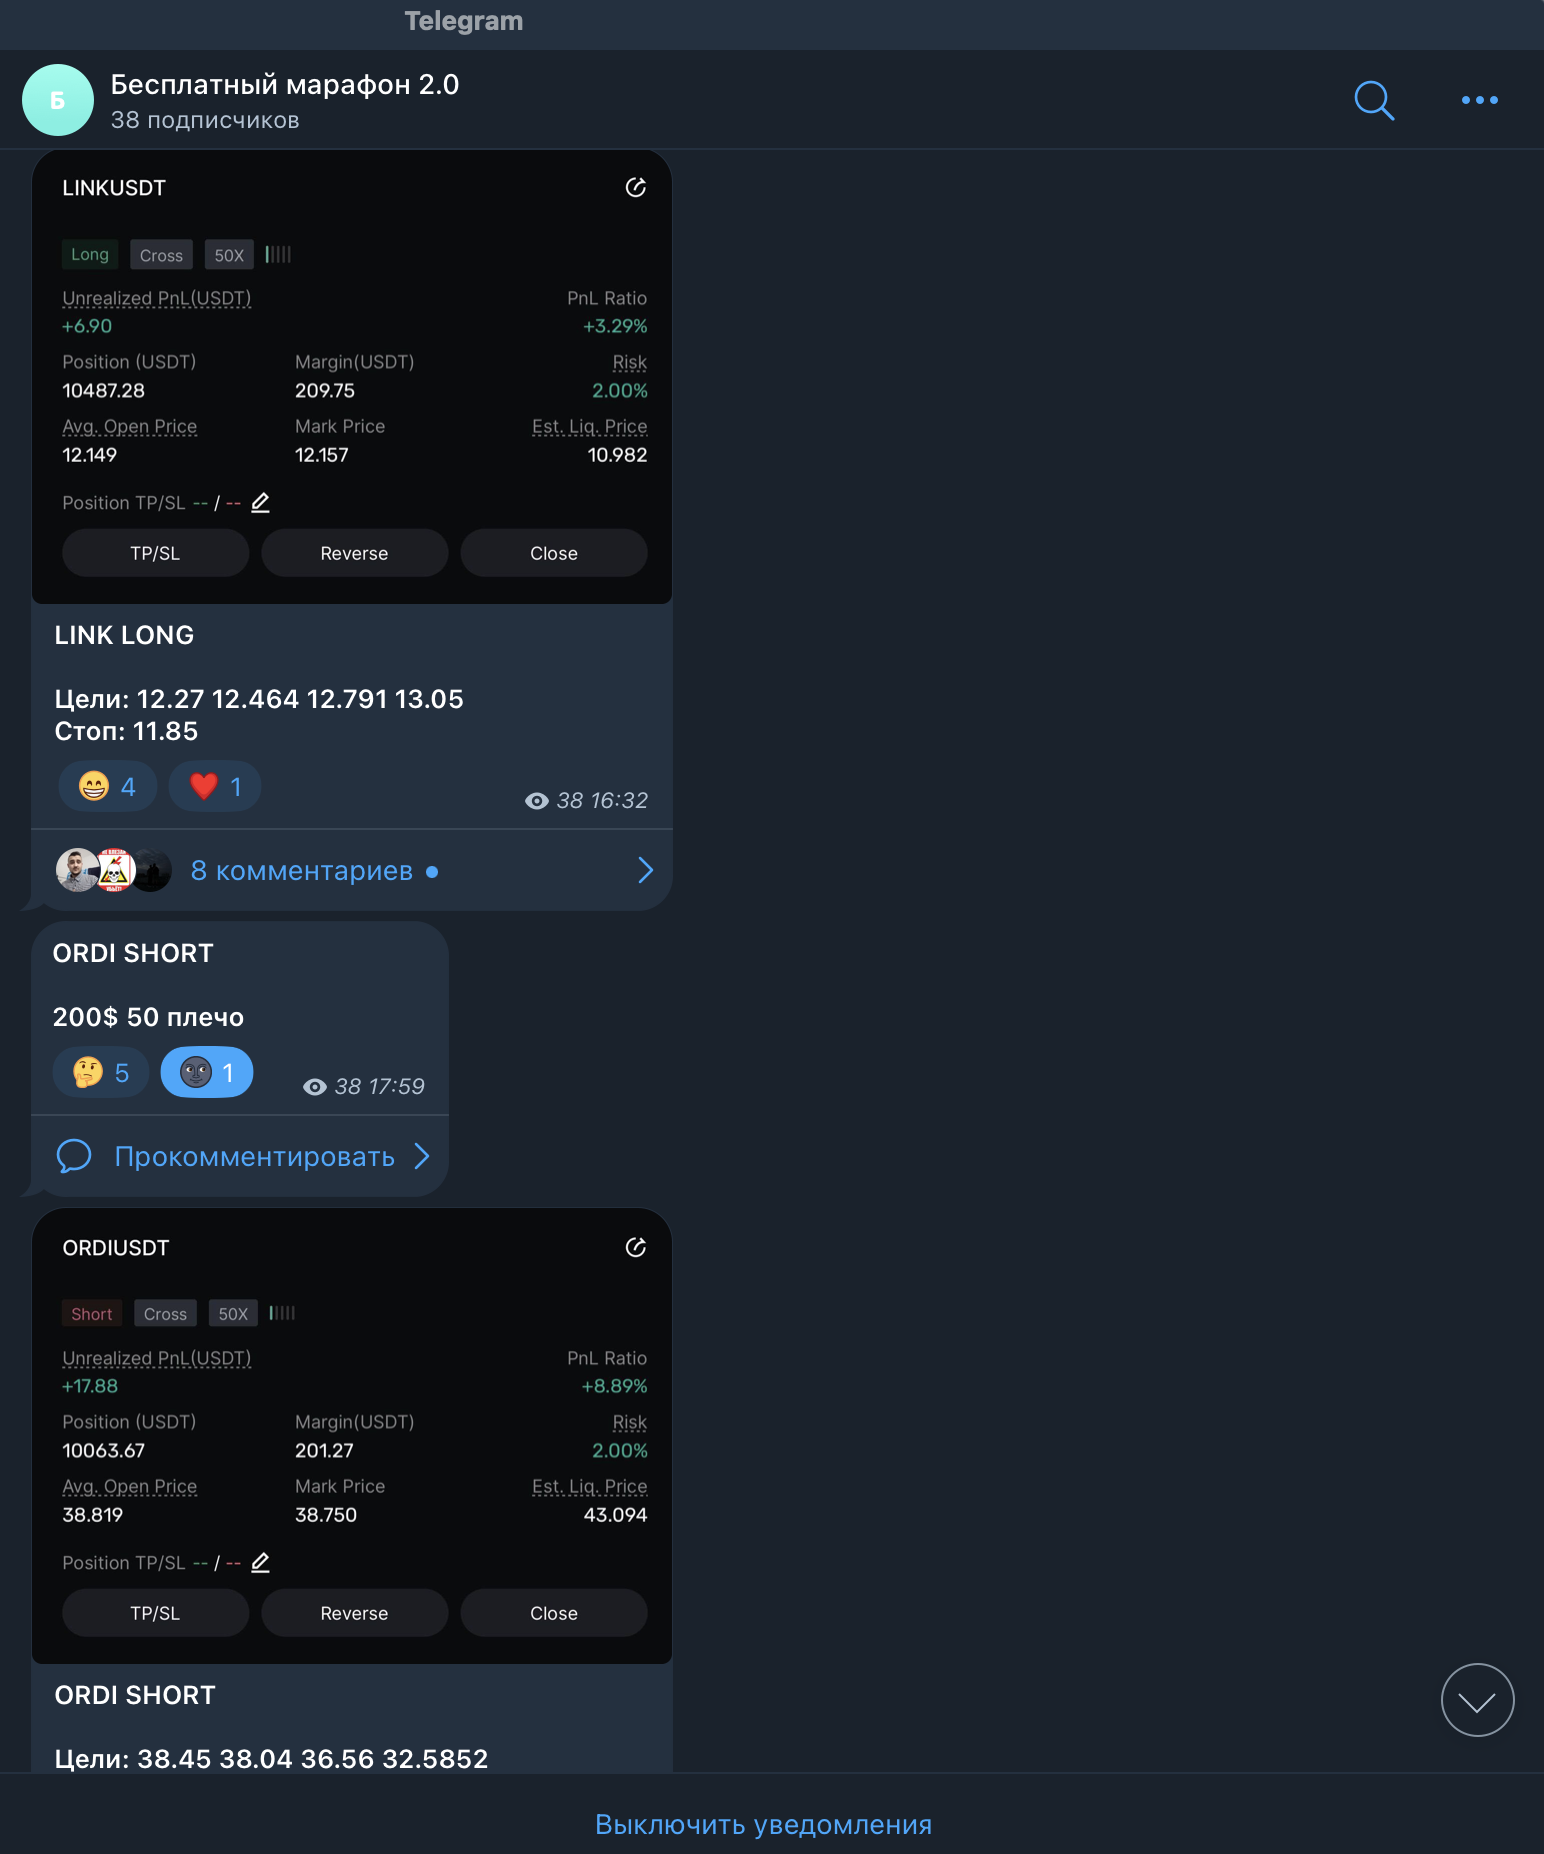 Telegram
Б
Бесплатный марафон 2.0
38 подписчиков
LINKUSDT
Long Cross 50X
Unrealized PnL(USDT) PnL Ratio
+6.90 +3.29%
Position (USDT) Margin(USDT) Risk
10487.28 209.75 2.00%
Avg. Open Price Mark Price Est. Liq. Price
12.149 12.157 10.982
Position TP/SL -- / --
TP/SL Reverse Close
LINK LONG
Цели: 12.27 12.464 12.791 13.05
Стоп: 11.85
4 1
38 16:32
8 комментариев
ORDI SHORT
200$ 50 плечо
5 1
38 17:59
Прокомментировать
ORDIUSDT
Short Cross 50X
Unrealized PnL(USDT) PnL Ratio
+17.88 +8.89%
Position (USDT) Margin(USDT) Risk
10063.67 201.27 2.00%
Avg. Open Price Mark Price Est. Liq. Price
38.819 38.750 43.094
Position TP/SL -- / --
TP/SL Reverse Close
ORDI SHORT
Цели: 38.45 38.04 36.56 32.5852
Выключить уведомления